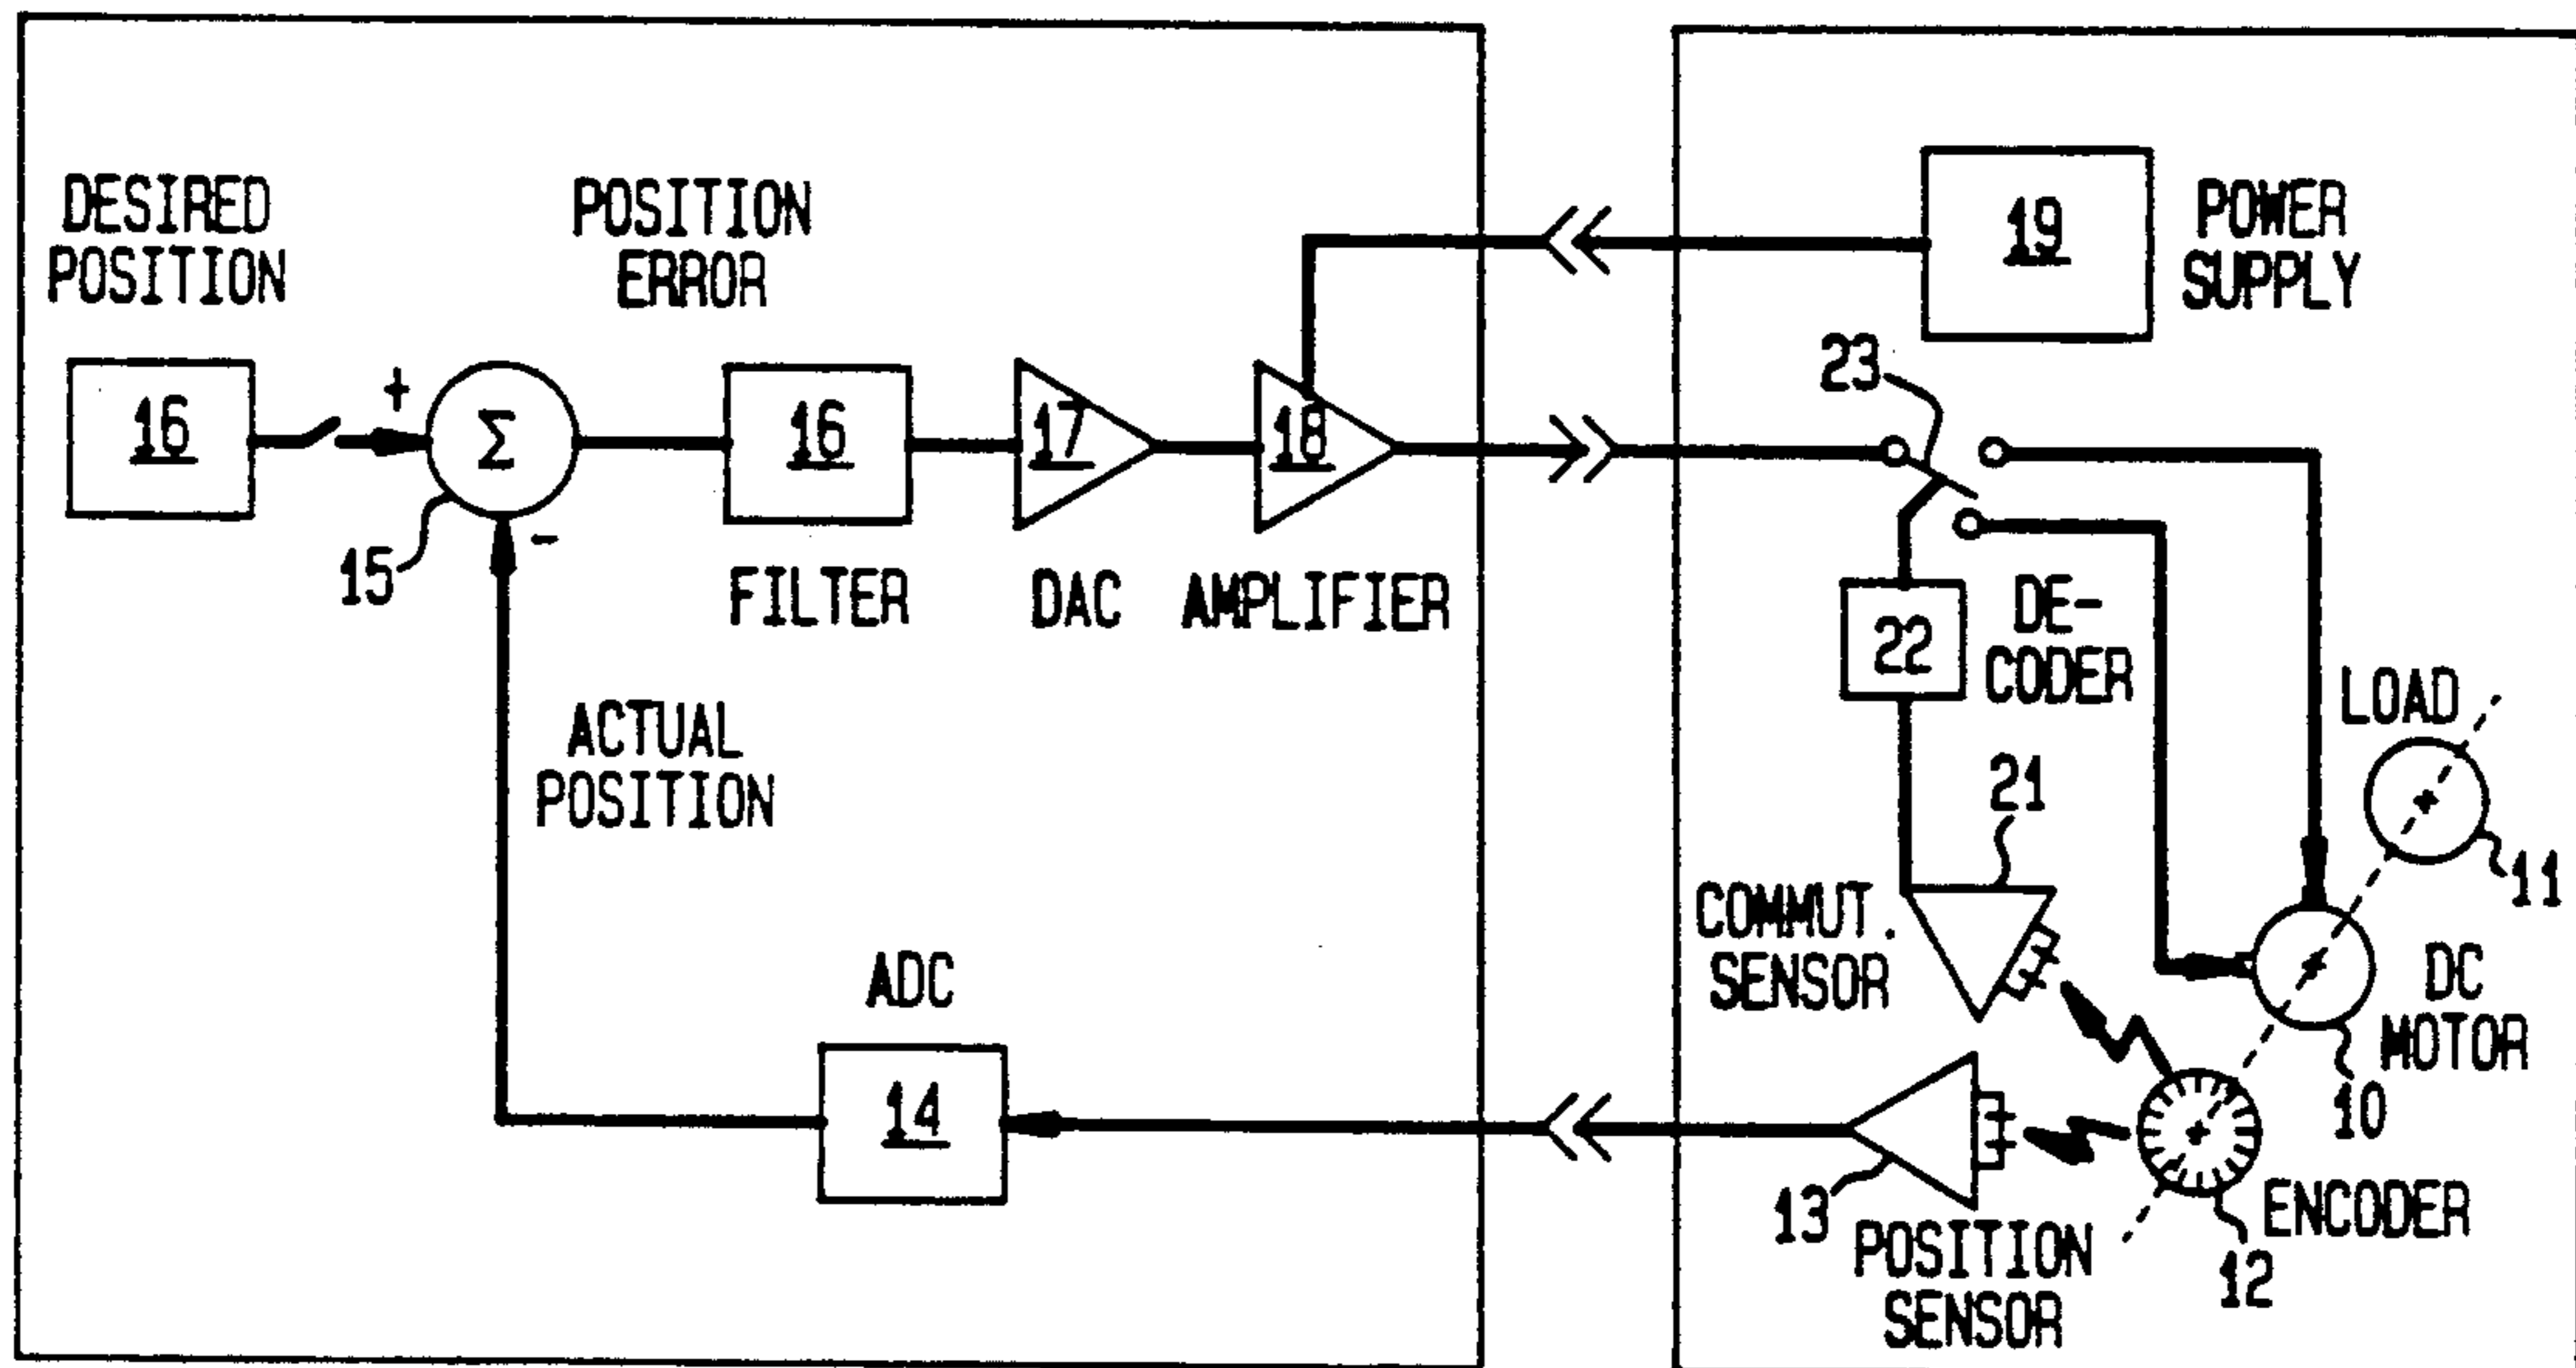 DESIRED
POSITION
POSITION
ERROR
19
POWER
SUPPLY
23
16
+
Σ
16
17
18
-
15
FILTER
DAC
AMPLIFIER
22
DE-
CODER
LOAD
ACTUAL
POSITION
21
11
COMMUT.
SENSOR
ADC
DC
MOTOR
14
10
13
ENCODER
POSITION
SENSOR
12